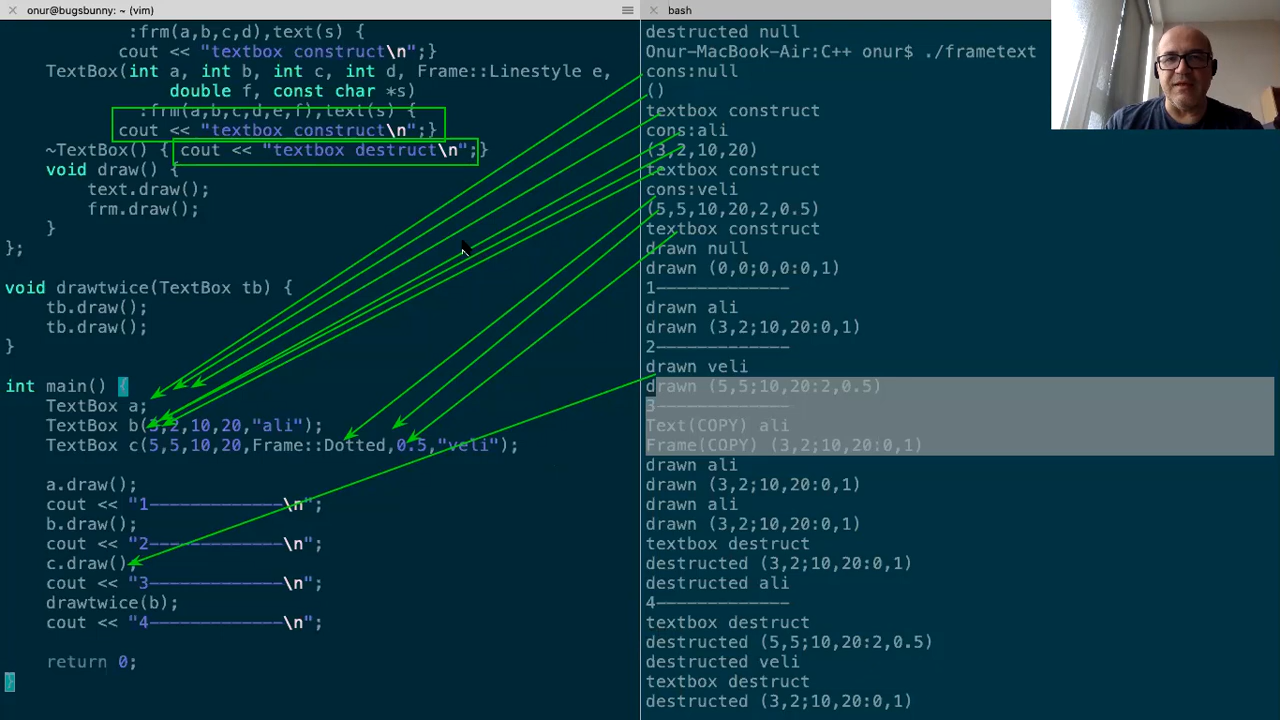 onur@bugsbunny: ~ (vim)
:frm(a,b,c,d),text(s) {
cout << "textbox construct\n";}
TextBox(int a, int b, int c, int d, Frame::Linestyle e,
double f, const char *s)
:frm(a,b,c,d,e,f),text(s) {
cout << "textbox construct\n";}
~TextBox() { cout << "textbox destruct\n";}
void draw() {
text.draw();
frm.draw();
}
};
void drawtwice(TextBox tb) {
tb.draw();
tb.draw();
}
int main() {
TextBox a;
TextBox b(3,2,10,20,"ali");
TextBox c(5,5,10,20,Frame::Dotted,0.5,"veli");
a.draw();
cout << "1-------------\n";
b.draw();
cout << "2-------------\n";
c.draw();
cout << "3-------------\n";
drawtwice(b);
cout << "4-------------\n";
return 0;
}
bash
destructed null
Onur-MacBook-Air:C++ onur$ ./frametext
cons:null
()
textbox construct
cons:ali
(3,2,10,20)
textbox construct
cons:veli
(5,5,10,20,2,0.5)
textbox construct
drawn null
drawn (0,0;0,0:0,1)
1-------------
drawn ali
drawn (3,2;10,20:0,1)
2-------------
drawn veli
drawn (5,5;10,20:2,0.5)
3-------------
Text(COPY) ali
Frame(COPY) (3,2;10,20:0,1)
drawn ali
drawn (3,2;10,20:0,1)
drawn ali
drawn (3,2;10,20:0,1)
textbox destruct
destructed (3,2;10,20:0,1)
destructed ali
4-------------
textbox destruct
destructed (5,5;10,20:2,0.5)
destructed veli
textbox destruct
destructed (3,2;10,20:0,1)